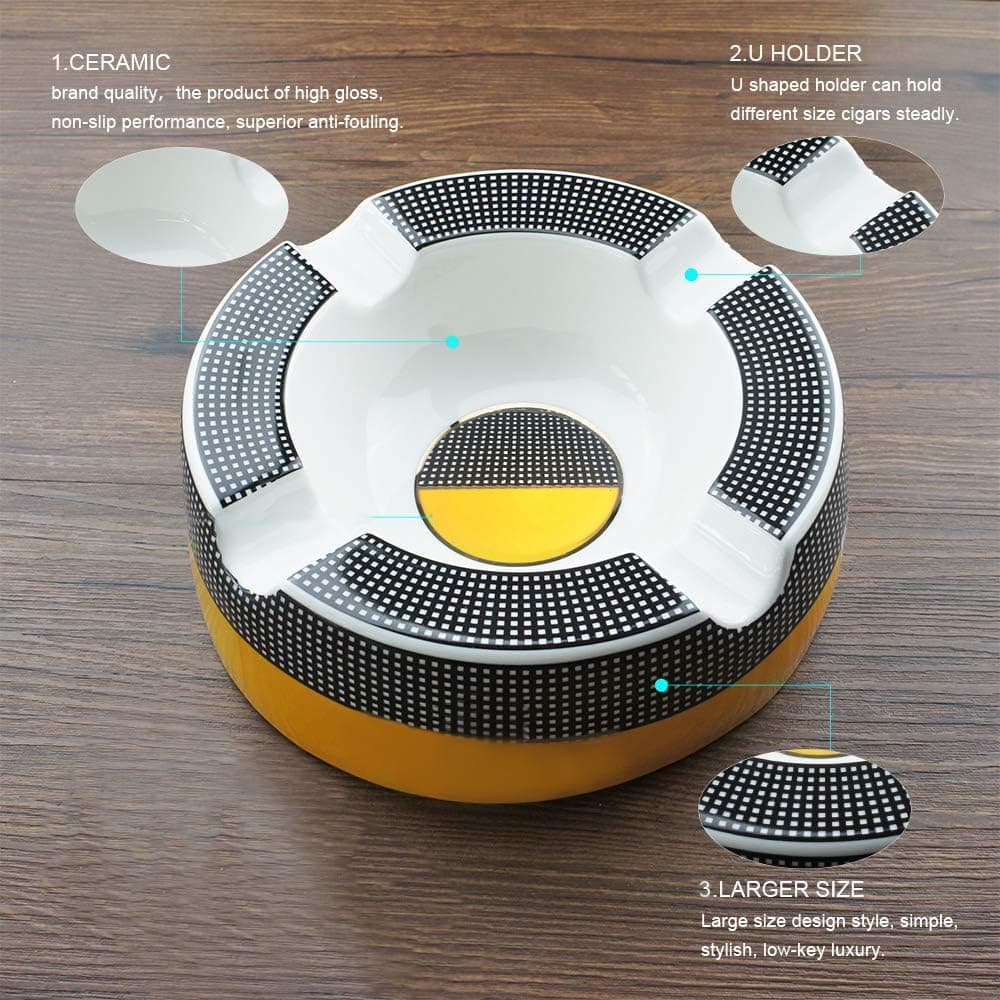 1.CERAMIC
brand quality, the product of high gloss,
non-slip performance, superior anti-fouling.
2.U HOLDER
U shaped holder can hold
different size cigars steadily.
3.LARGER SIZE
Large size design style, simple,
stylish, low-key luxury.